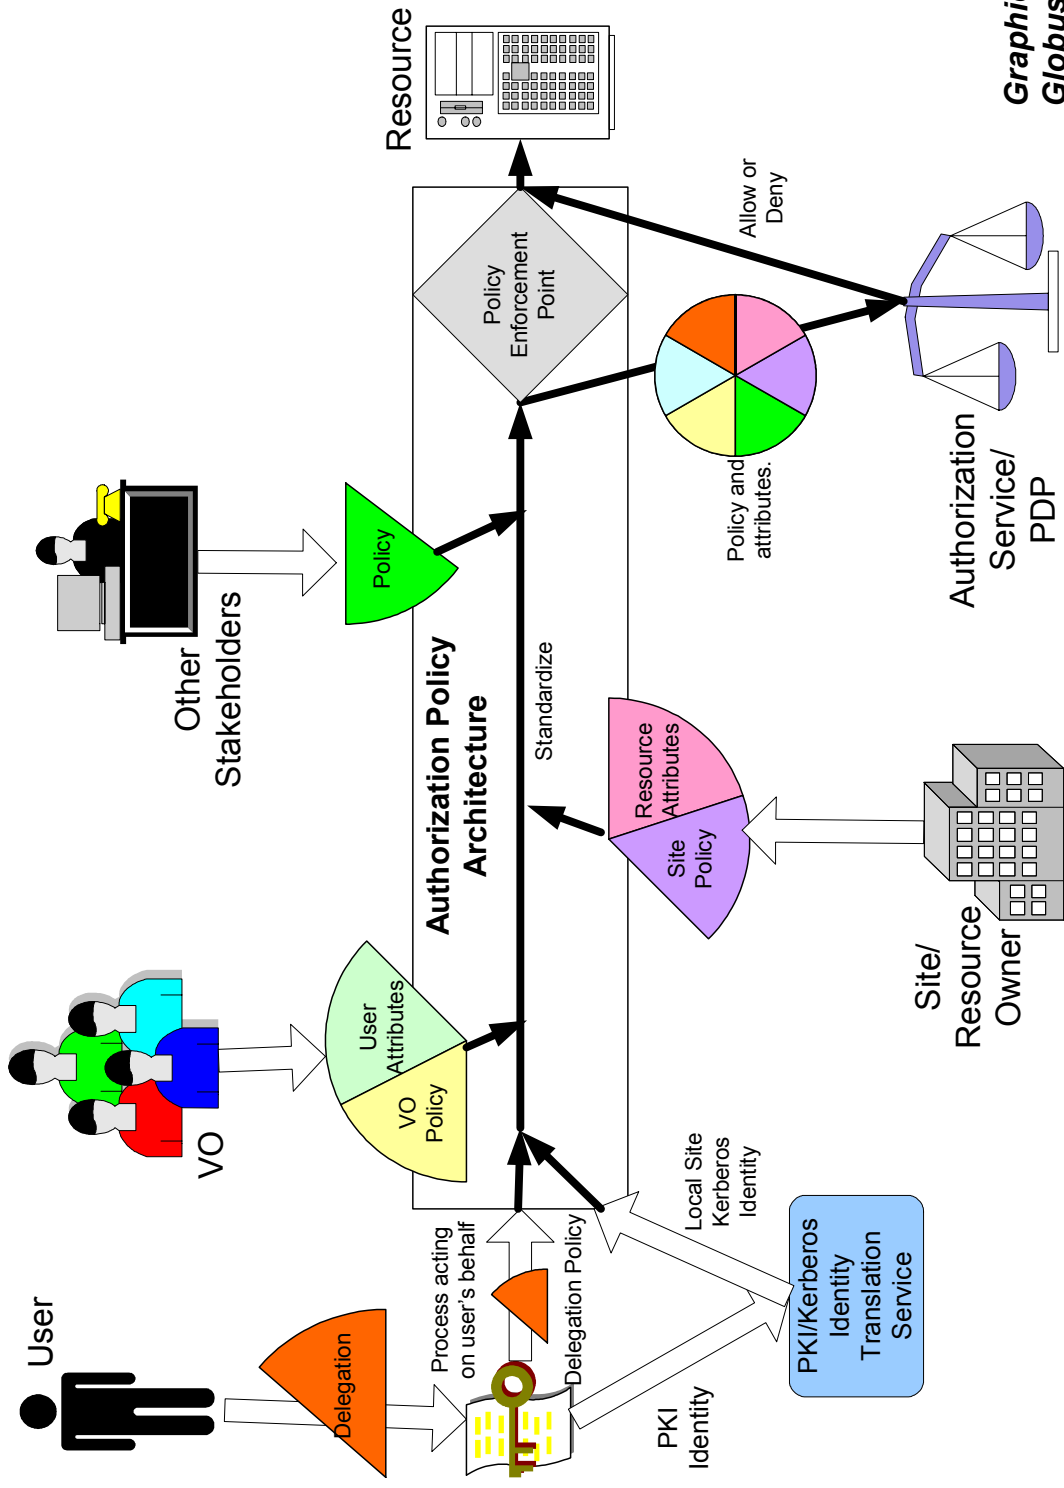 User
Delegation
Process acting
on user's behalf
Delegation Policy
PKI
Identity
PKI/Kerberos
Identity
Translation
Service
Local Site
Kerberos
Identity
VO
User
Attributes
VO
Policy
Authorization Policy
Architecture
Standardize
Other
Stakeholders
Policy
Site
Policy
Resource
Attributes
Site/
Resource
Owner
Policy
Enforcement
Point
Resource
Policy and
attributes.
Allow or
Deny
Authorization
Service/
PDP
Globus